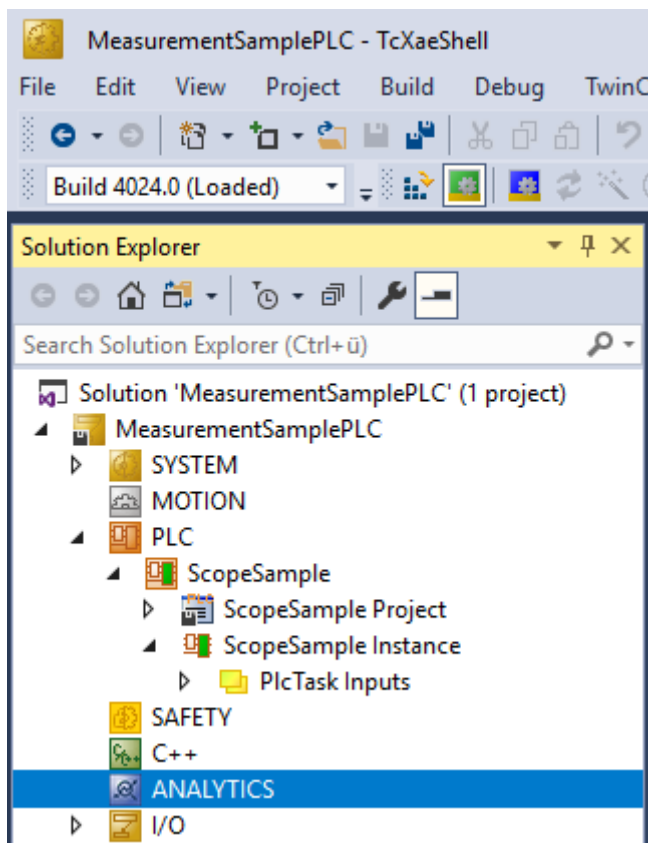 MeasurementSamplePLC - TcXaeShell
File Edit View Project Build Debug TwinC
Build 4024.0 (Loaded)
Solution Explorer
Search Solution Explorer (Ctrl+ü)
Solution 'MeasurementSamplePLC' (1 project)
MeasurementSamplePLC
SYSTEM
MOTION
PLC
ScopeSample
ScopeSample Project
ScopeSample Instance
PlcTask Inputs
SAFETY
C++
ANALYTICS
I/O